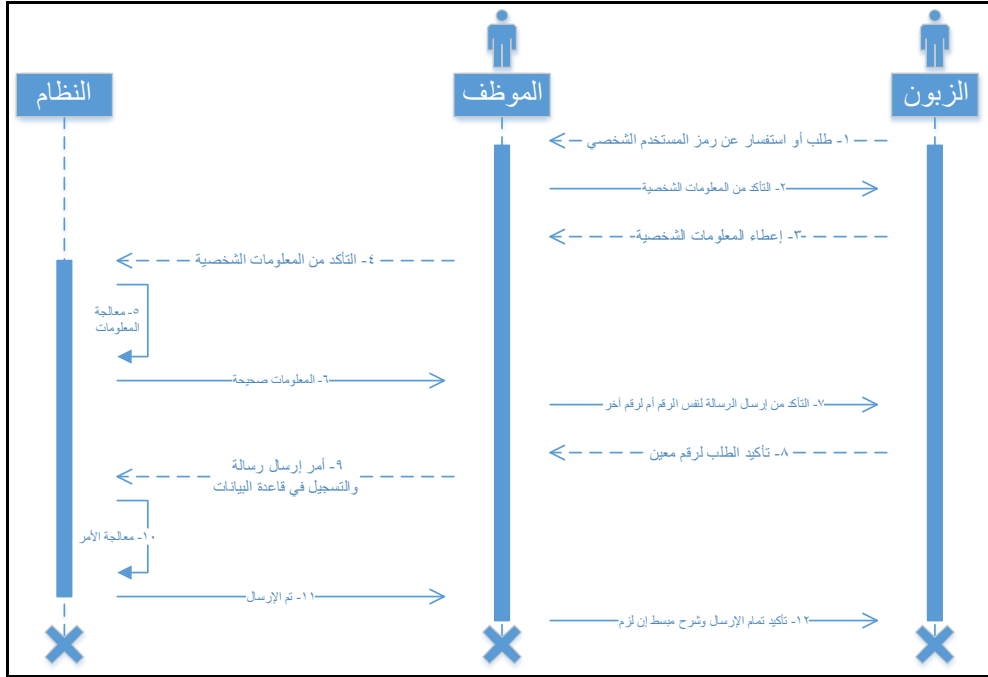 الزبون
الموظف
النظام
١- طلب أو استفسار عن رمز المستخدم الشخصي
٢- التأكد من المعلومات الشخصية
٣- إعطاء المعلومات الشخصية
٤- التأكد من المعلومات الشخصية
٥- معالجة
المعلومات
٦- المعلومات صحيحة
٧- التأكد من إرسال الرسالة لنفس الرقم أم لرقم آخر
٨- تأكيد الطلب لرقم معين
٩- أمر إرسال رسالة
والتسجيل في قاعدة البيانات
١٠- معالجة الأمر
١١- تم الإرسال
١٢- تأكيد تمام الإرسال وشرح مبسط إن لزم